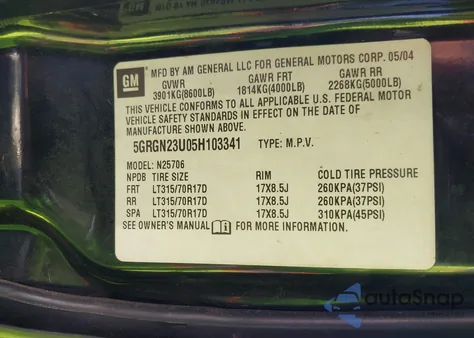 GM
MFD BY AM GENERAL LLC FOR GENERAL MOTORS CORP. 05/04
GVWR GAWR FRT GAWR RR
3901KG(8600LB) 1814KG(4000LB) 2268KG(5000LB)
THIS VEHICLE CONFORMS TO ALL APPLICABLE U.S. FEDERAL MOTOR
VEHICLE SAFETY STANDARDS IN EFFECT ON THE DATE OF
MANUFACTURE SHOWN ABOVE.
5GRGN23U05H103341 TYPE: M.P.V.
MODEL: N25706
NDP TIRE SIZE RIM COLD TIRE PRESSURE
FRT LT315/70R17D 17X8.5J 260KPA(37PSI)
RR LT315/70R17D 17X8.5J 260KPA(37PSI)
SPA LT315/70R17D 17X8.5J 310KPA(45PSI)
SEE OWNER'S MANUAL FOR MORE INFORMATION
autoSnap